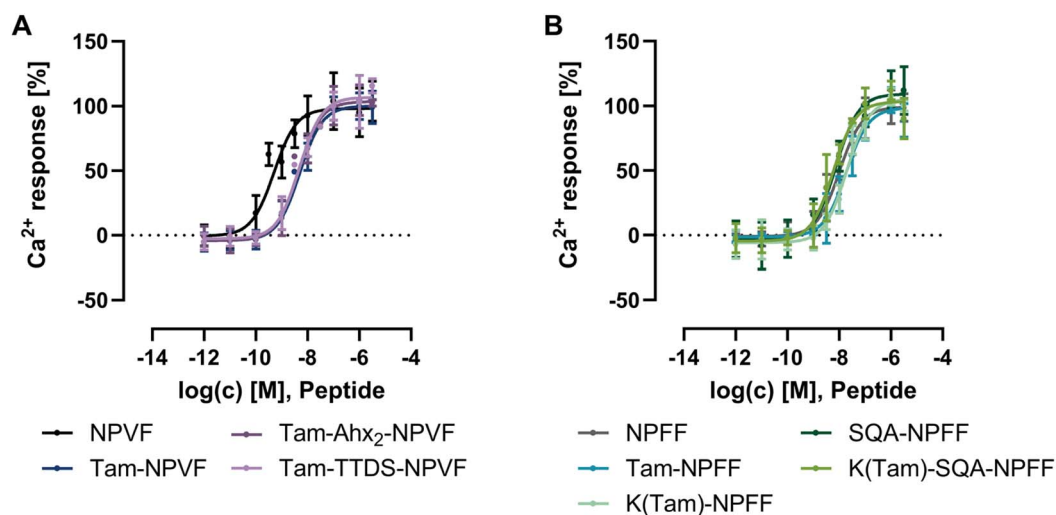 A
150
100
50
0
-50
Ca²⁺ response [%]
-14 -12 -10 -8 -6 -4
log(c) [M], Peptide
NPVF
Tam-Ahx₂-NPVF
Tam-NPVF
Tam-TTDS-NPVF
B
150
100
50
0
-50
Ca²⁺ response [%]
-14 -12 -10 -8 -6 -4
log(c) [M], Peptide
NPFF
SQA-NPFF
Tam-NPFF
K(Tam)-SQA-NPFF
K(Tam)-NPFF